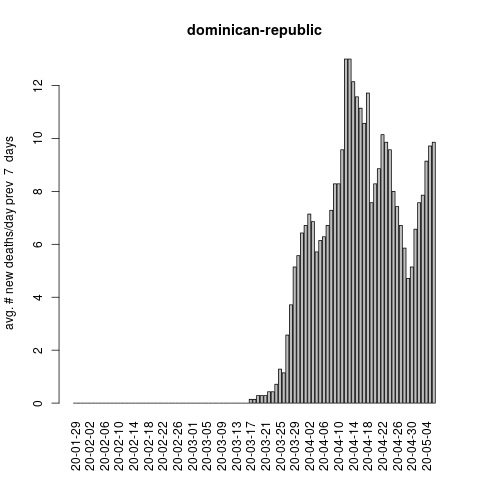 dominican-republic
avg. # new deaths/day prev 7 days
0 2 4 6 8 10 12
20-01-29 20-02-02 20-02-06 20-02-10 20-02-14 20-02-18 20-02-22 20-02-26 20-03-01 20-03-05 20-03-09 20-03-13 20-03-17 20-03-21 20-03-25 20-03-29 20-04-02 20-04-06 20-04-10 20-04-14 20-04-18 20-04-22 20-04-26 20-04-30 20-05-04